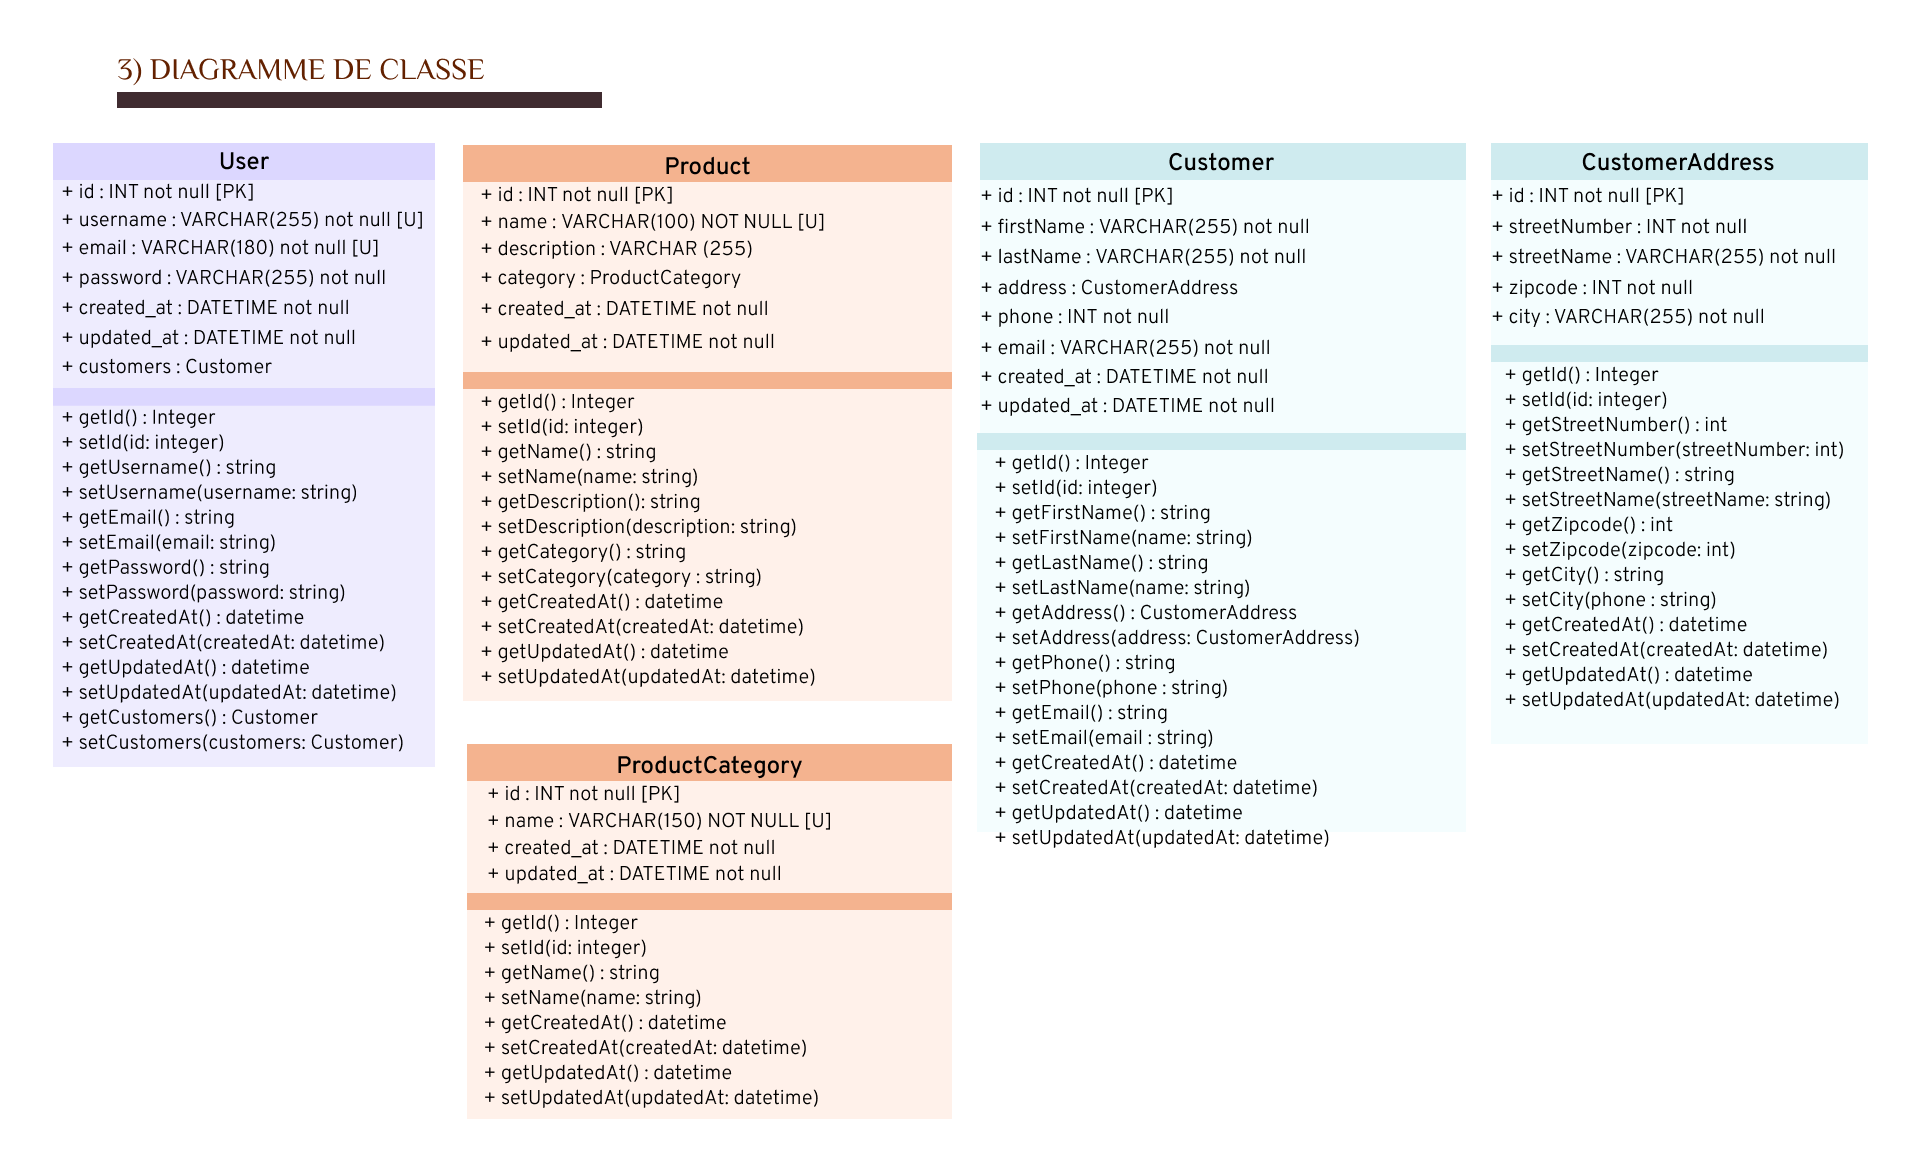 3) DIAGRAMME DE CLASSE
User
+ id : INT not null [PK]
+ username : VARCHAR(255) not null [U]
+ email : VARCHAR(180) not null [U]
+ password : VARCHAR(255) not null
+ created_at : DATETIME not null
+ updated_at : DATETIME not null
+ customers : Customer
+ getId() : Integer
+ setId(id: integer)
+ getUsername() : string
+ setUsername(username: string)
+ getEmail() : string
+ setEmail(email: string)
+ getPassword() : string
+ setPassword(password: string)
+ getCreatedAt() : datetime
+ setCreatedAt(createdAt: datetime)
+ getUpdatedAt() : datetime
+ setUpdatedAt(updatedAt: datetime)
+ getCustomers() : Customer
+ setCustomers(customers: Customer)
Product
+ id : INT not null [PK]
+ name : VARCHAR(100) NOT NULL [U]
+ description : VARCHAR (255)
+ category : ProductCategory
+ created_at : DATETIME not null
+ updated_at : DATETIME not null
+ getId() : Integer
+ setId(id: integer)
+ getName() : string
+ setName(name: string)
+ getDescription(): string
+ setDescription(description: string)
+ getCategory() : string
+ setCategory(category : string)
+ getCreatedAt() : datetime
+ setCreatedAt(createdAt: datetime)
+ getUpdatedAt() : datetime
+ setUpdatedAt(updatedAt: datetime)
ProductCategory
+ id : INT not null [PK]
+ name : VARCHAR(150) NOT NULL [U]
+ created_at : DATETIME not null
+ updated_at : DATETIME not null
+ getId() : Integer
+ setId(id: integer)
+ getName() : string
+ setName(name: string)
+ getCreatedAt() : datetime
+ setCreatedAt(createdAt: datetime)
+ getUpdatedAt() : datetime
+ setUpdatedAt(updatedAt: datetime)
Customer
+ id : INT not null [PK]
+ firstName : VARCHAR(255) not null
+ lastName : VARCHAR(255) not null
+ address : CustomerAddress
+ phone : INT not null
+ email : VARCHAR(255) not null
+ created_at : DATETIME not null
+ updated_at : DATETIME not null
+ getId() : Integer
+ setId(id: integer)
+ getFirstName() : string
+ setFirstName(name: string)
+ getLastName() : string
+ setLastName(name: string)
+ getAddress() : CustomerAddress
+ setAddress(address: CustomerAddress)
+ getPhone() : string
+ setPhone(phone : string)
+ getEmail() : string
+ setEmail(email : string)
+ getCreatedAt() : datetime
+ setCreatedAt(createdAt: datetime)
+ getUpdatedAt() : datetime
+ setUpdatedAt(updatedAt: datetime)
CustomerAddress
+ id : INT not null [PK]
+ streetNumber : INT not null
+ streetName : VARCHAR(255) not null
+ zipcode : INT not null
+ city : VARCHAR(255) not null
+ getId() : Integer
+ setId(id: integer)
+ getStreetNumber() : int
+ setStreetNumber(streetNumber: int)
+ getStreetName() : string
+ setStreetName(streetName: string)
+ getZipcode() : int
+ setZipcode(zipcode: int)
+ getCity() : string
+ setCity(phone : string)
+ getCreatedAt() : datetime
+ setCreatedAt(createdAt: datetime)
+ getUpdatedAt() : datetime
+ setUpdatedAt(updatedAt: datetime)